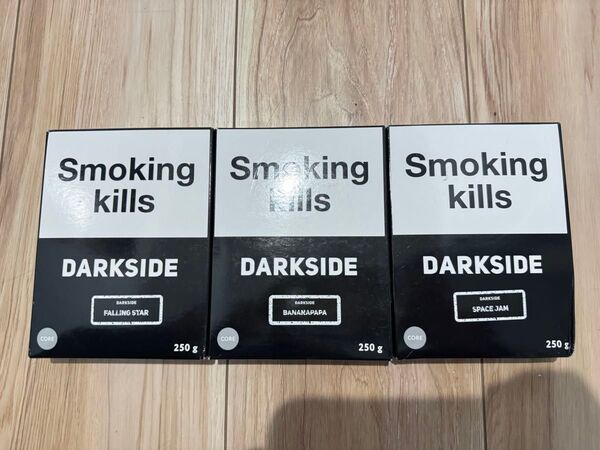 Smoking
kills
DARKSIDE
DARKSIDE
FALLING STAR
CORE
250 g
Smoking
kills
DARKSIDE
DARKSIDE
BANANAPAPA
CORE
250 g
Smoking
kills
DARKSIDE
DARKSIDE
SPACE JAM
CORE
250 g